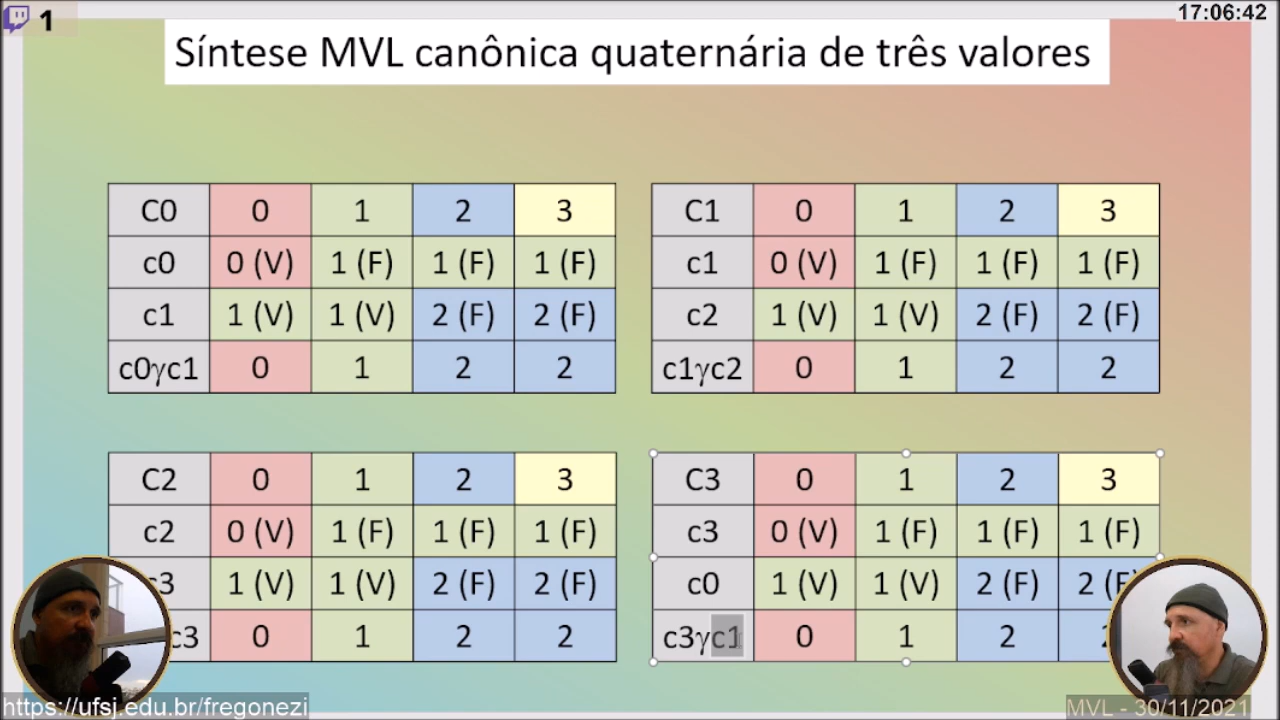 1
17:06:42
Síntese MVL canônica quaternária de três valores
C0 0 1 2 3
c0 0 (V) 1 (F) 1 (F) 1 (F)
c1 1 (V) 1 (V) 2 (F) 2 (F)
c0γc1 0 1 2 2
C1 0 1 2 3
c1 0 (V) 1 (F) 1 (F) 1 (F)
c2 1 (V) 1 (V) 2 (F) 2 (F)
c1γc2 0 1 2 2
C2 0 1 2 3
c2 0 (V) 1 (F) 1 (F) 1 (F)
3 1 (V) 1 (V) 2 (F) 2 (F)
c3 0 1 2 2
C3 0 1 2 3
c3 0 (V) 1 (F) 1 (F) 1 (F)
c0 1 (V) 1 (V) 2 (F) 2 (F)
c3γc1 0 1 2
https://ufsj.edu.br/fregonezi
MVL - 30/11/2021